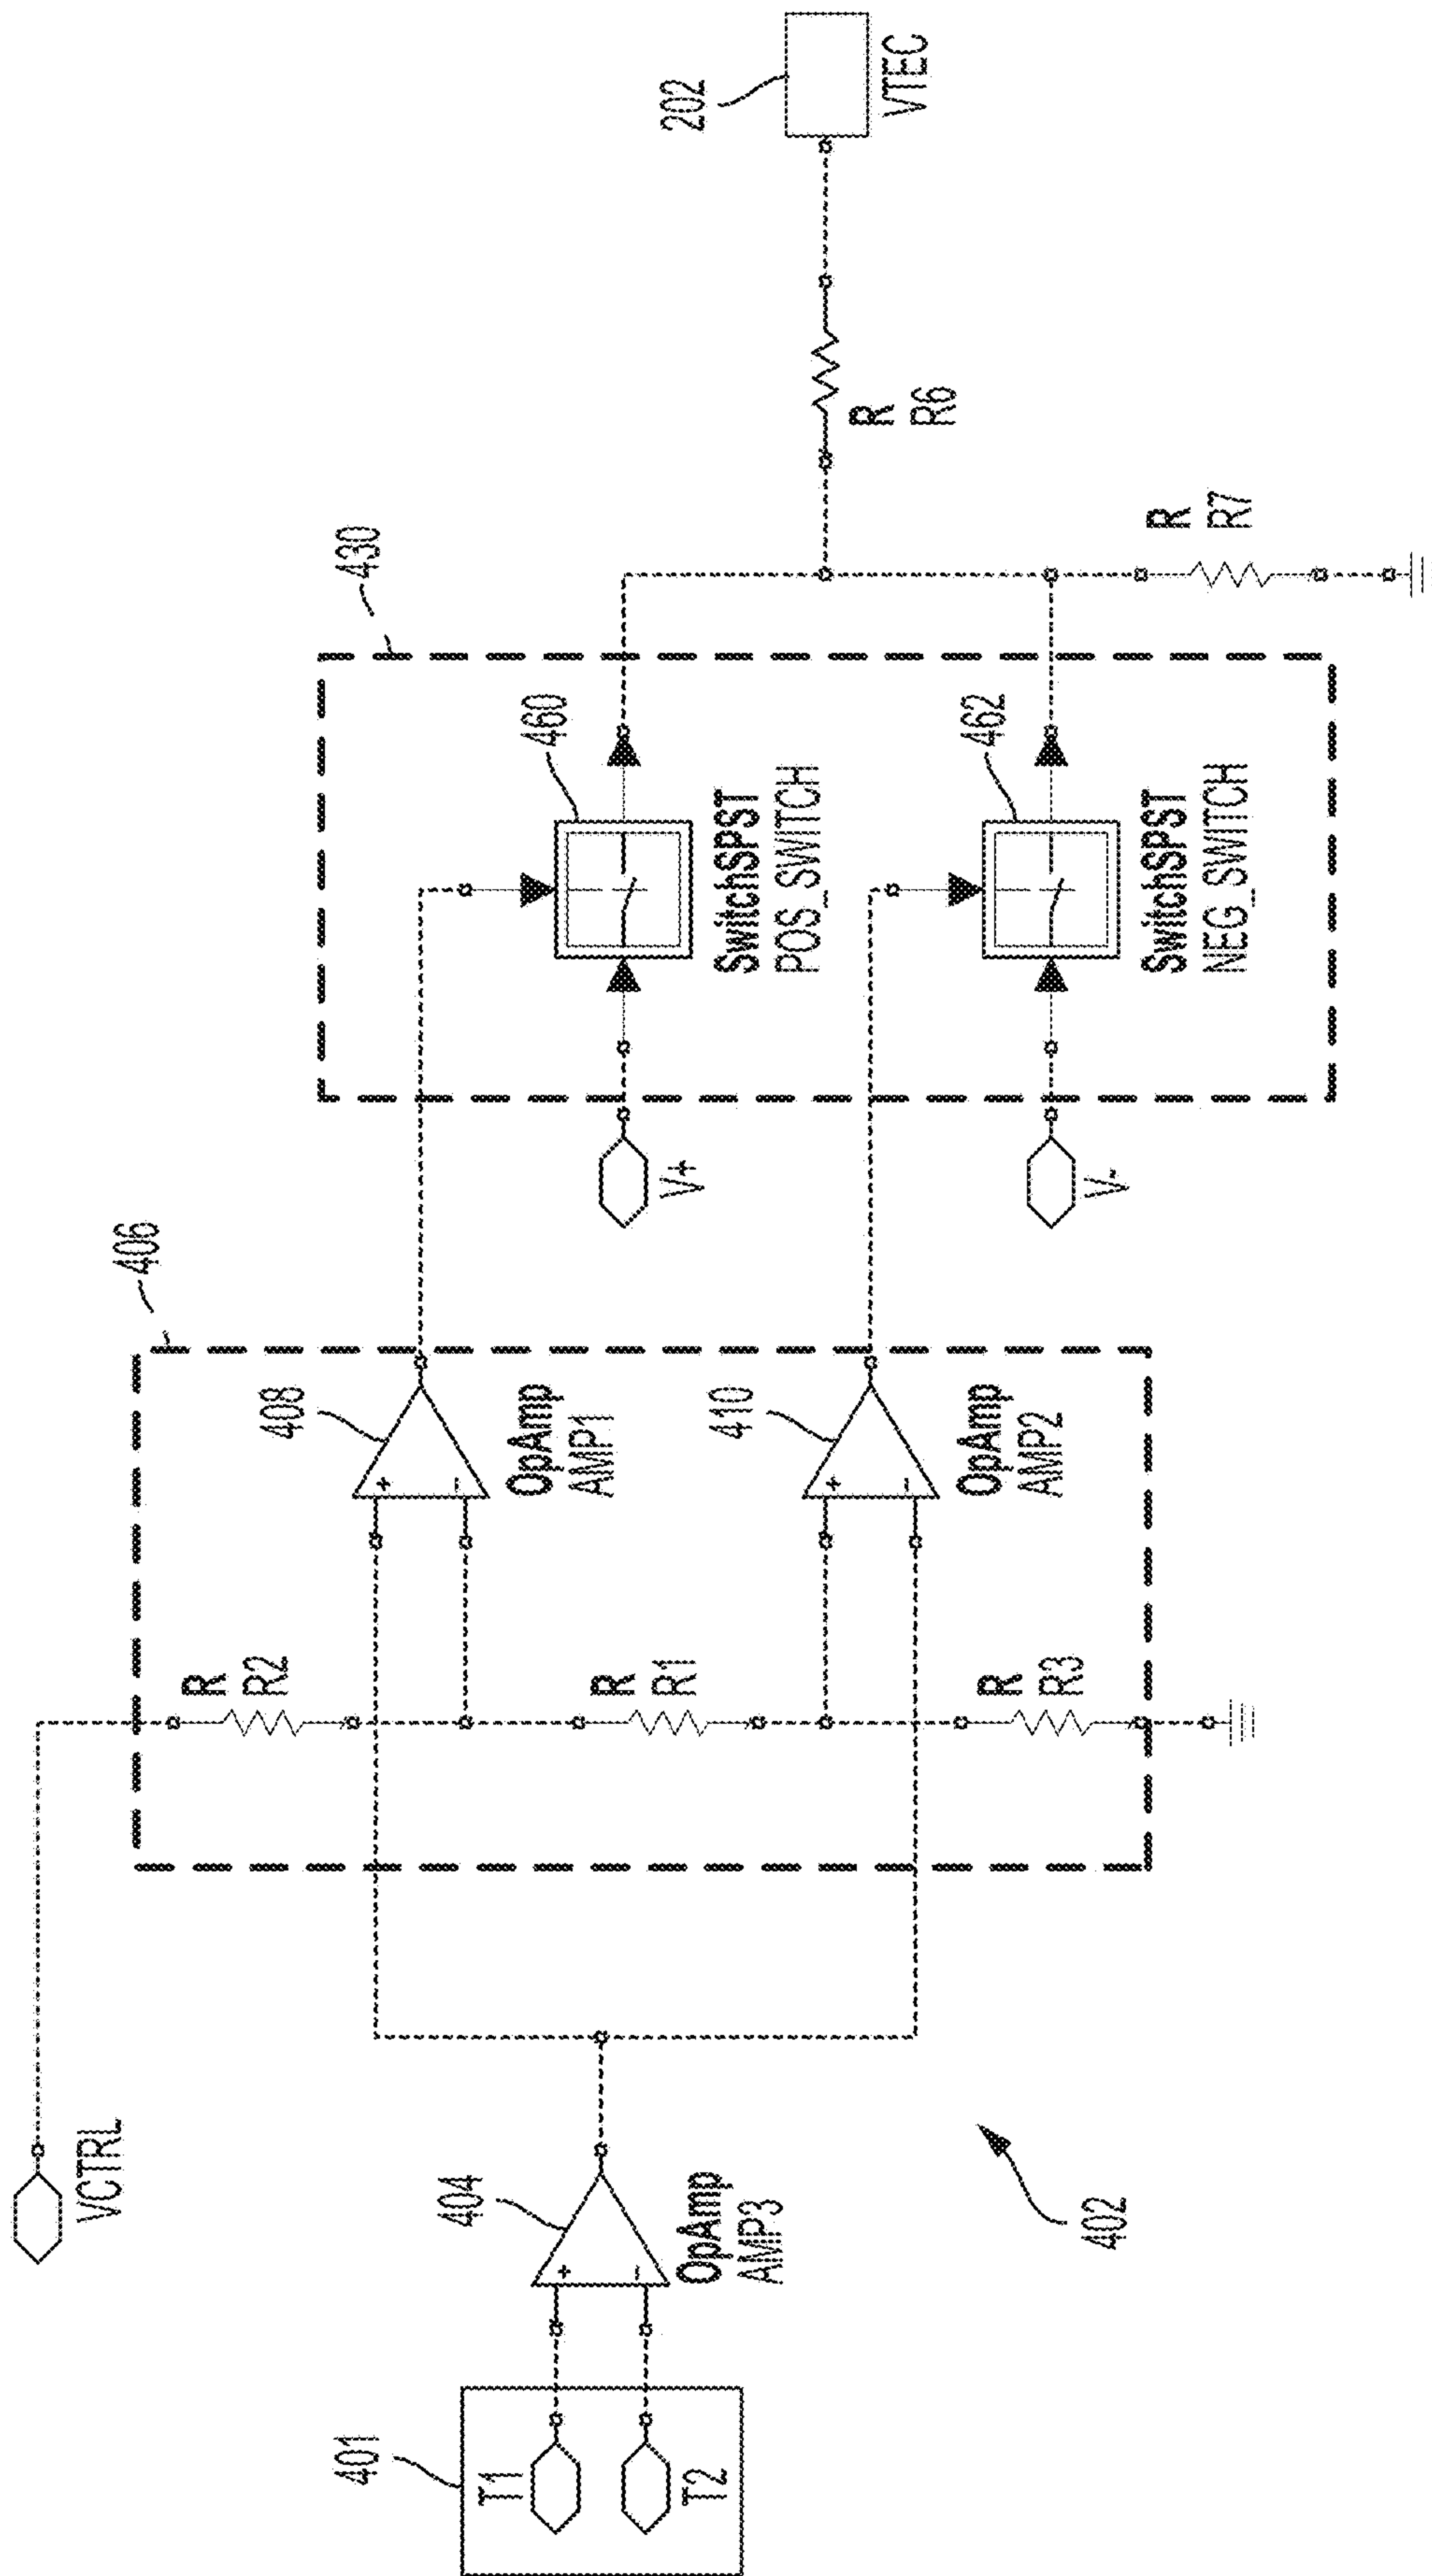 VCTRL
401
T1
T2
404
+
-
OpAmp
AMP3
402
406
R
R2
R
R1
R
R3
408
+
-
OpAmp
AMP1
410
+
-
OpAmp
AMP2
430
V+
V-
460
SwitchSPST
POS_SWITCH
462
SwitchSPST
NEG_SWITCH
R
R6
R
R7
202
VTEC